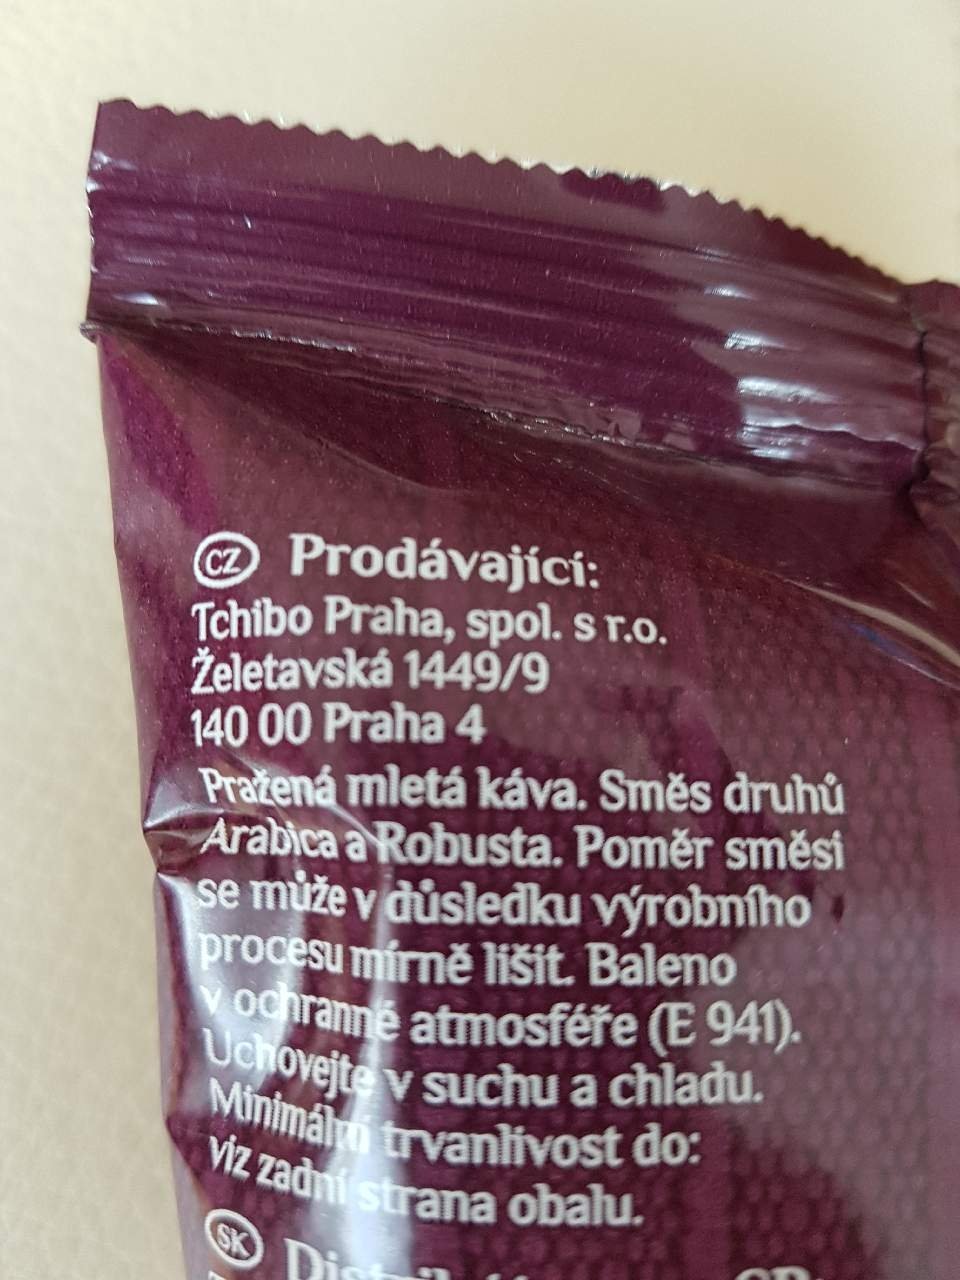 CZ Prodávající:
Tchibo Praha, spol. s r.o.
Želetavská 1449/9
140 00 Praha 4
Pražená mletá káva. Směs druhů
Arabica a Robusta. Poměr směsi
se může v důsledku výrobního
procesu mírně lišit. Baleno
v ochranné atmosféře (E 941).
Uchovejte v suchu a chladu.
Minimální trvanlivost do:
viz zadní strana obalu.
SK